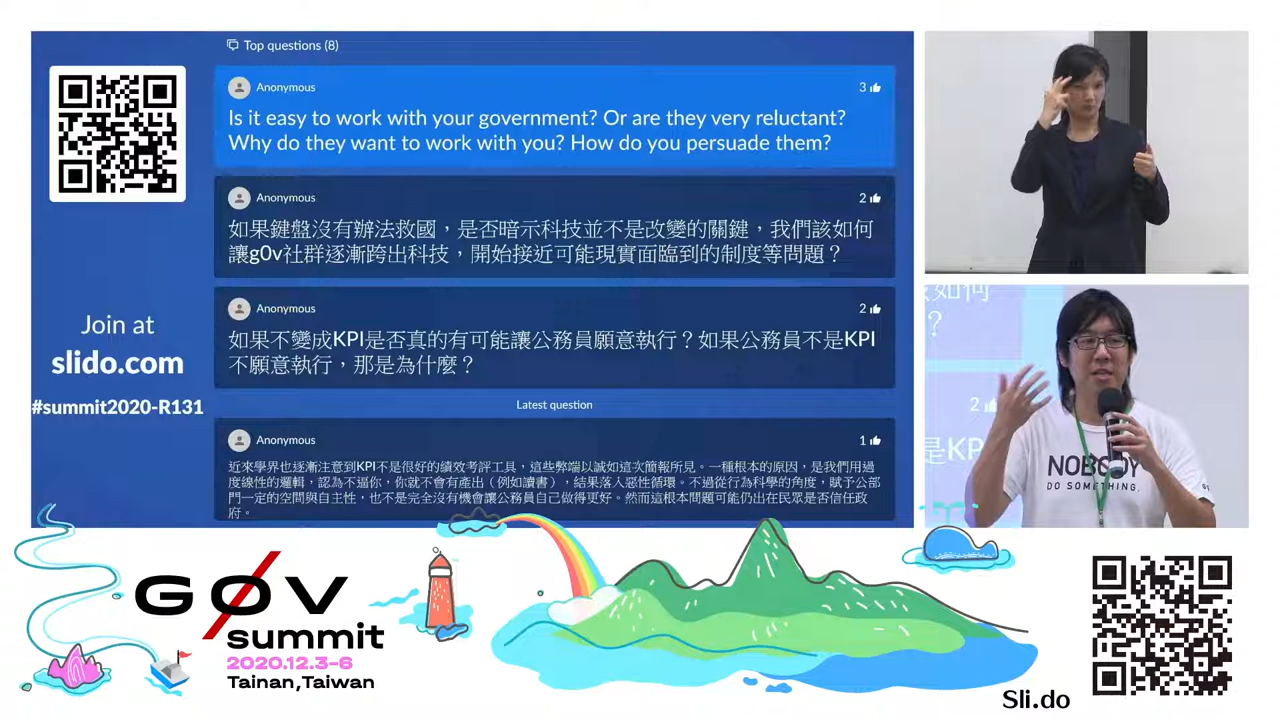 Top questions (8)
Anonymous
3
Is it easy to work with your government? Or are they very reluctant?
Why do they want to work with you? How do you persuade them?
Anonymous
2
如果鍵盤沒有辦法救國，是否暗示科技並不是改變的關鍵，我們該如何
讓g0v社群逐漸跨出科技，開始接近可能現實面臨到的制度等問題？
Anonymous
2
如果不變成KPI是否真的有可能讓公務員願意執行？如果公務員不是KPI
不願意執行，那是為什麼？
Latest question
Anonymous
1
近來學界也逐漸注意到KPI不是很好的績效考評工具，這些弊端以誠如這次簡報所見。一種根本的原因，是我們用過
度線性的邏輯，認為不逼你，你就不會有產出（例如讀書），結果落入惡性循環。不過從行為科學的角度，賦予公部
門一定的空間與自主性，也不是完全沒有機會讓公務員自己做得更好。然而這根本問題可能仍出在民眾是否信任政
府。
Join at
slido.com
#summit2020-R131
如何
？
2
是KP
NOBODY
DO SOMETHING.
G0V
summit
2020.12.3-6
Tainan,Taiwan
Sli.do